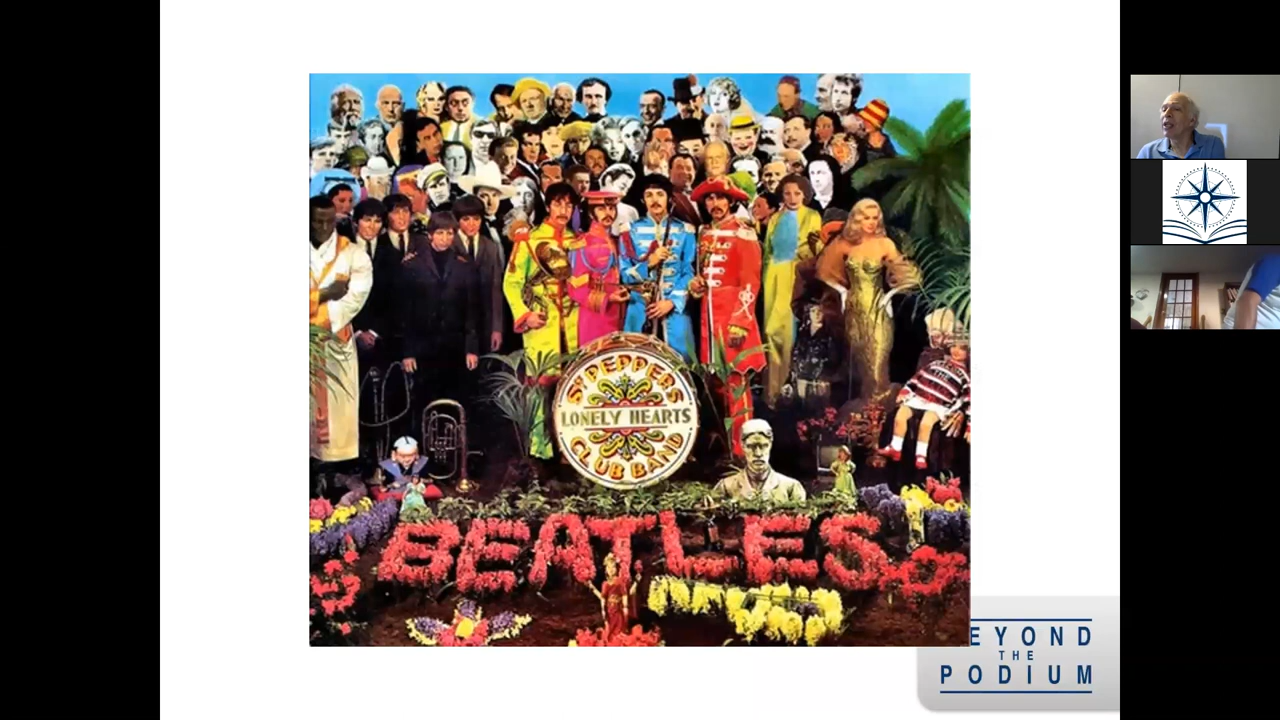 SGT PEPPERS
LONELY HEARTS
CLUB BAND
BEATLES
EYOND
THE
PODIUM